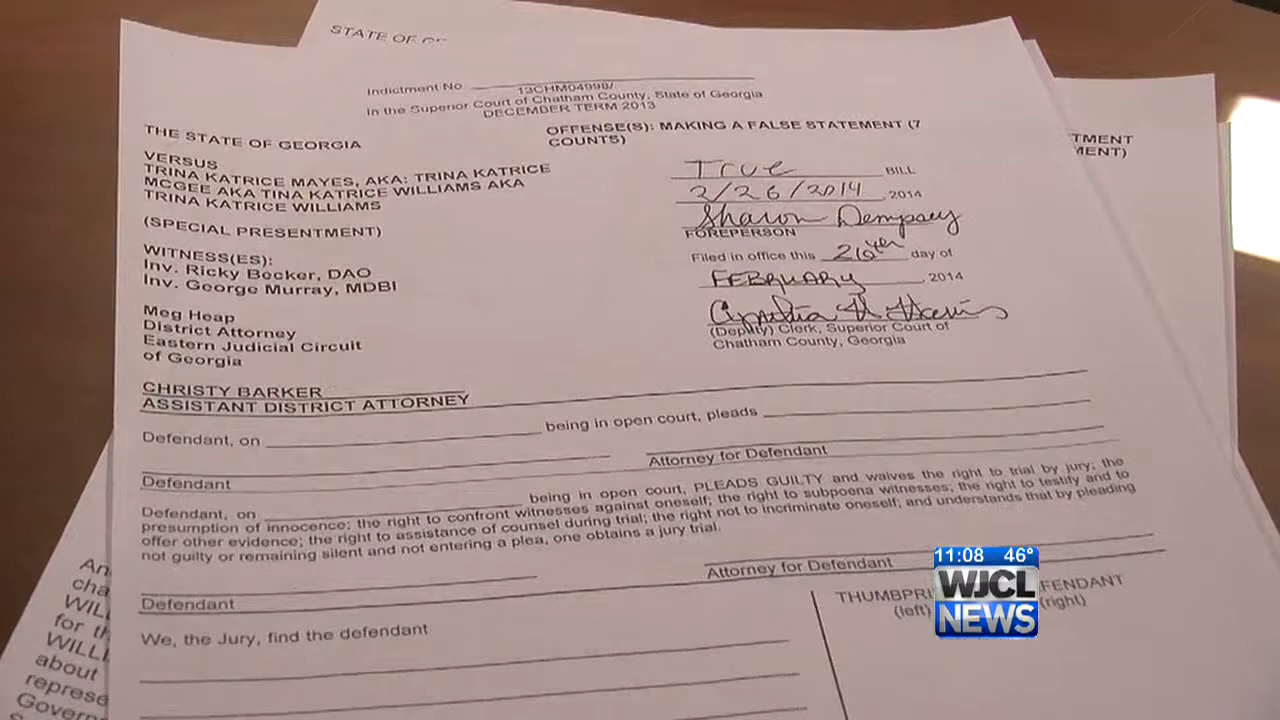 STATE OF
Indictment No. 13CHM04998/
In the Superior Court of Chatham County, State of Georgia
DECEMBER TERM 2013
THE STATE OF GEORGIA
VERSUS
TRINA KATRICE MAYES, AKA: TRINA KATRICE
MCGEE AKA TINA KATRICE WILLIAMS AKA
TRINA KATRICE WILLIAMS
(SPECIAL PRESENTMENT)
WITNESS(ES):
Inv. Ricky Becker, DAO
Inv. George Murray, MDBI
Meg Heap
District Attorney
Eastern Judicial Circuit
of Georgia
CHRISTY BARKER
ASSISTANT DISTRICT ATTORNEY
OFFENSE(S): MAKING A FALSE STATEMENT (7
COUNTS)
True BILL
2/26/2014, 2014
Sharon Dempsey
FOREPERSON
Filed in office this 26th day of
FEBRUARY, 2014
(Deputy) Clerk, Superior Court of
Chatham County, Georgia
Defendant, on being in open court, pleads
Defendant
Attorney for Defendant
Defendant, on being in open court, PLEADS GUILTY and waives the right to trial by jury; the
presumption of innocence; the right to confront witnesses against oneself; the right to subpoena witnesses; the right to testify and to
offer other evidence; the right to assistance of counsel during trial; the right not to incriminate oneself; and understands that by pleading
not guilty or remaining silent and not entering a plea, one obtains a jury trial.
Defendant
Attorney for Defendant
We, the Jury, find the defendant
THUMBPRI EFENDANT
(left) (right)
TMENT
MENT)
An
cha
WIL
for th
WILLI
about
represe
Govern
11:08 46°
WJCL
NEWS